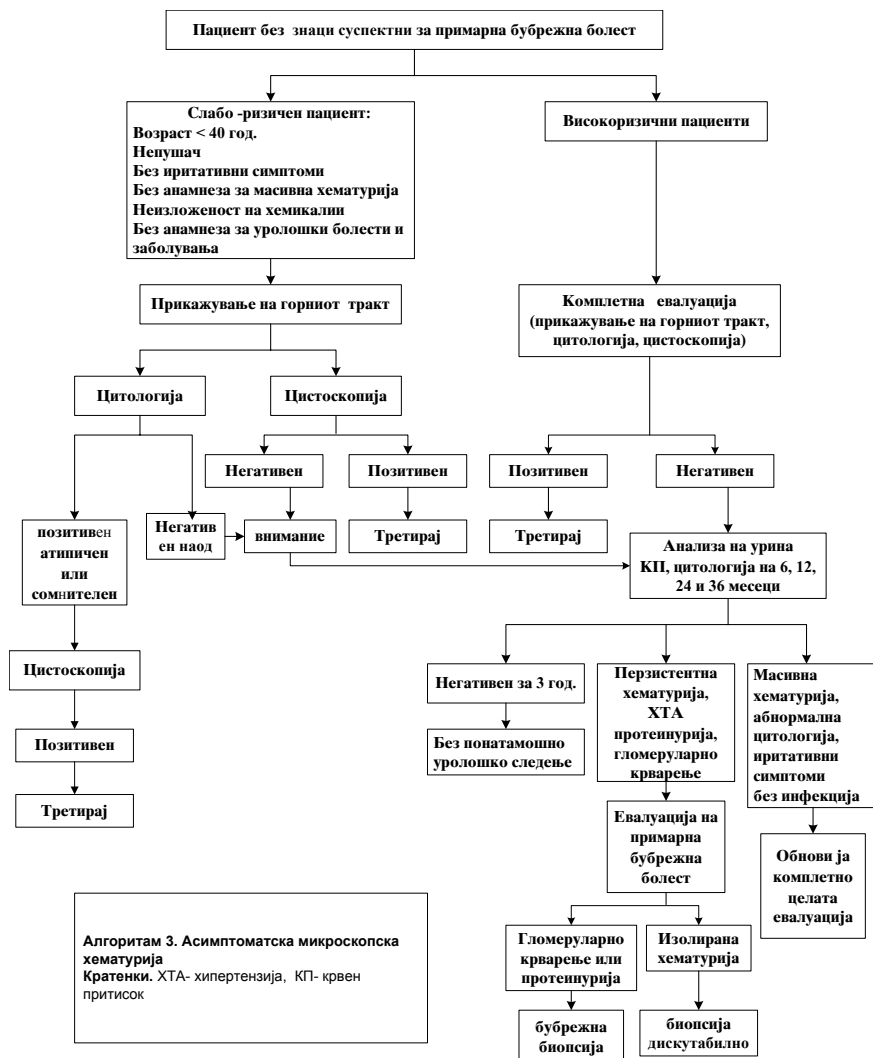 Пациент без знаци суспектни за примарна бубрежна болест
Слабо -ризичен пациент:
Возраст < 40 год.
Непушач
Без иритативни симптоми
Без анамнеза за масивна хематурија
Неизложеност на хемикалии
Без анамнеза за уролошки болести и
заболувања
Високоризични пациенти
Прикажување на горниот тракт
Комплетна евалуација
(прикажување на горниот тракт,
цитологија, цистоскопија)
Цитологија
Цистоскопија
Негативен
Позитивен
Позитивен
Негативен
позитивен
атипичен
или
сомнителен
Негатив
ен наод
внимание
Третирај
Третирај
Анализа на урина
КП, цитологија на 6, 12,
24 и 36 месеци
Цистоскопија
Негативен за 3 год.
Перзистентна
хематурија,
ХТА
протеинурија,
гломеруларно
крварење
Масивна
хематурија,
абнормална
цитологија,
иритативни
симптоми
без инфекција
Позитивен
Без понатамошно
уролошко следење
Третирај
Евалуација на
примарна
бубрежна
болест
Обнови ја
комплетно
целата
евалуација
Гломеруларно
крварење или
протеинурија
Изолирана
хематурија
бубрежна
биопсија
биопсија
дискутабилно
Алгоритам 3. Асимптоматска микроскопска
хематурија
Кратенки. ХТА- хипертензија, КП- крвен
притисок